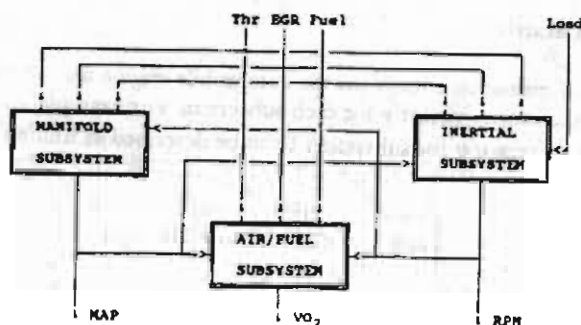 Thr EGR Fuel
Load
MANIFOLD
SUBSYSTEM
INERTIAL
SUBSYSTEM
AIR/FUEL
SUBSYSTEM
MAP
VO2
RPM